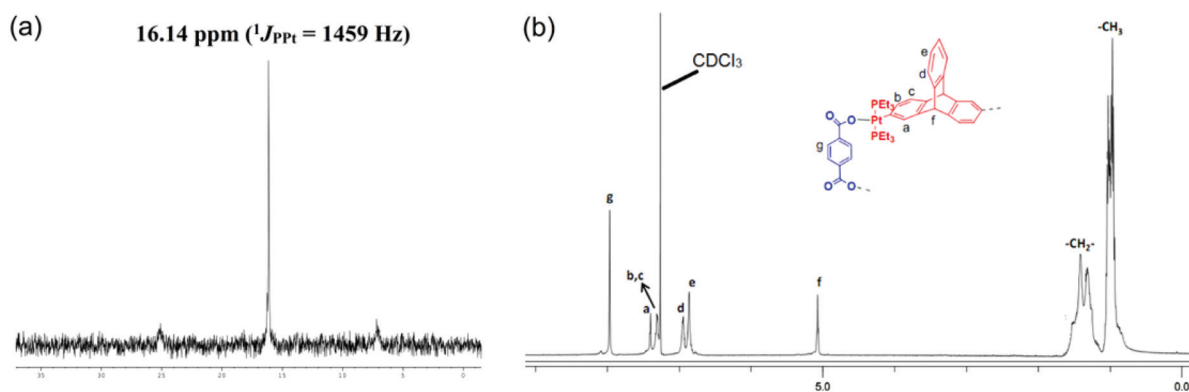 (a)
16.14 ppm (¹J_PPt = 1459 Hz)
35 30 25 20 15 10 5 0
(b)
CDCl₃
-CH₃
e
d
b
PEt₃
c
O
O
Pt
a
f
PEt₃
g
O
O
g
b,c
a
d
e
f
-CH₂-
5.0
0.0